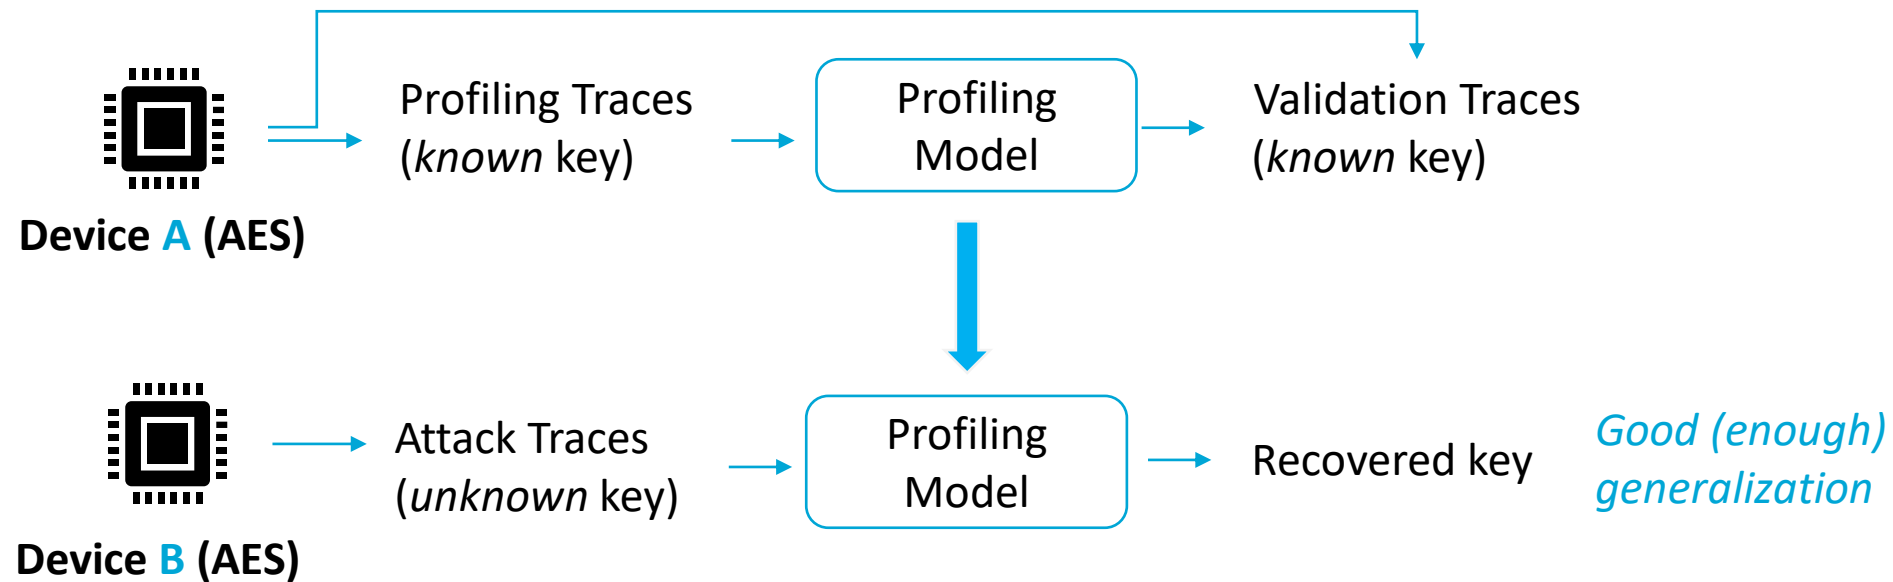 Profiling Traces
(known key)
Profiling
Model
Validation Traces
(known key)
Device A (AES)
Attack Traces
(unknown key)
Profiling
Model
Recovered key
Good (enough)
generalization
Device B (AES)